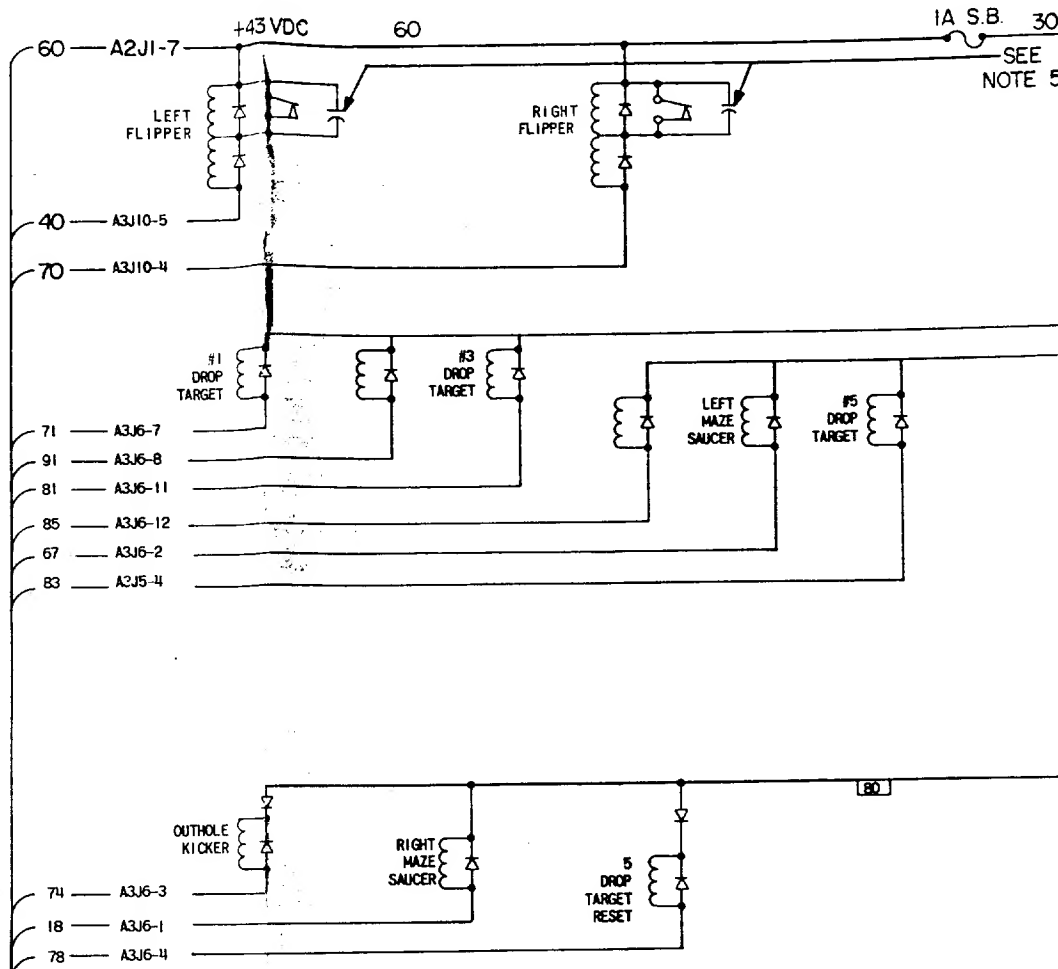 +43 VDC
60
1A S.B.
30
60 A2J1-7
SEE
NOTE 5
LEFT
FLIPPER
RIGHT
FLIPPER
40 A3J10-5
70 A3J10-4
#1
DROP
TARGET
#3
DROP
TARGET
LEFT
MAZE
SAUCER
#5
DROP
TARGET
71 A3J6-7
91 A3J6-8
81 A3J6-11
85 A3J6-12
67 A3J6-2
83 A3J5-4
80
OUTHOLE
KICKER
RIGHT
MAZE
SAUCER
5
DROP
TARGET
RESET
74 A3J6-3
18 A3J6-1
78 A3J6-4